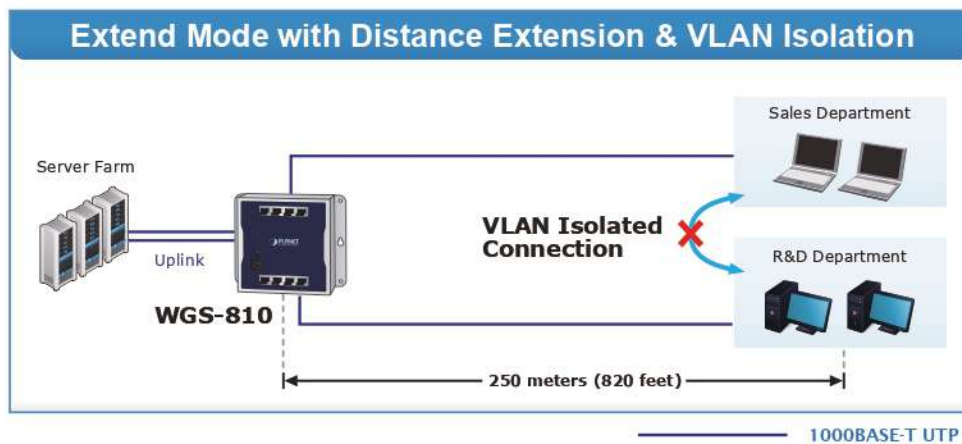 Extend Mode with Distance Extension & VLAN Isolation
Sales Department
Server Farm
PLANET
VLAN Isolated
Connection
Uplink
R&D Department
WGS-810
250 meters (820 feet)
1000BASE-T UTP